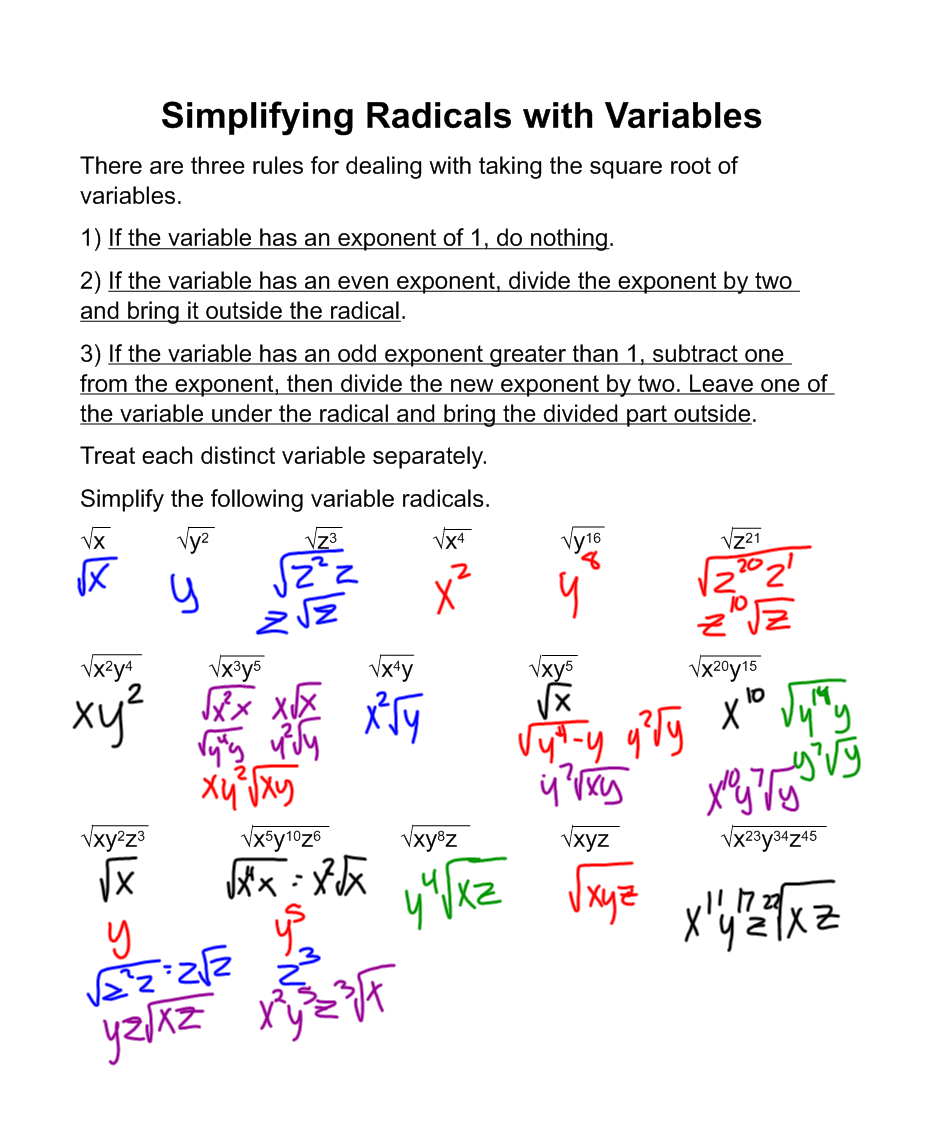 Simplifying Radicals with Variables
There are three rules for dealing with taking the square root of
variables.
1) If the variable has an exponent of 1, do nothing.
2) If the variable has an even exponent, divide the exponent by two
and bring it outside the radical.
3) If the variable has an odd exponent greater than 1, subtract one
from the exponent, then divide the new exponent by two. Leave one of
the variable under the radical and bring the divided part outside.
Treat each distinct variable separately.
Simplify the following variable radicals.
√x √y² √z³ √x⁴ √y¹⁶ √z²¹
√x y √z²z x² y⁸ √z²⁰z¹
z√z z¹⁰√z
√x²y⁴ √x³y⁵ √x⁴y √xy⁵ √x²⁰y¹⁵
xy² √x²x x√x x²√y √x x¹⁰ √y¹⁴y
√y⁴y y²√y √y⁴-y y²√y y⁷√y
xy²√xy y²√xy x¹⁰y⁷√y
√xy²z³ √x⁵y¹⁰z⁶ √xy⁸z √xyz √x²³y³⁴z⁴⁵
√x √x⁴x = x²√x y⁴√xz √xyz x¹¹y¹⁷z²²√xz
y y⁵
√z²z = z√z z³
yz√xz x²y⁵z³√x